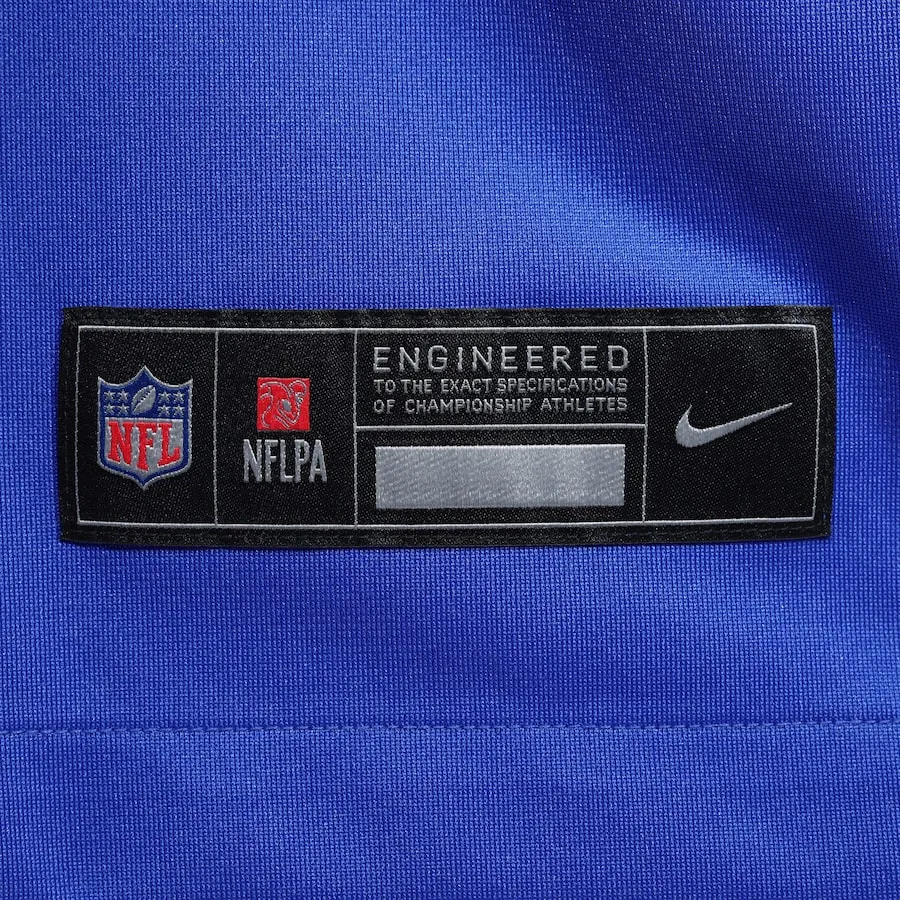 NFL
NFLPA
ENGINEERED
TO THE EXACT SPECIFICATIONS
OF CHAMPIONSHIP ATHLETES